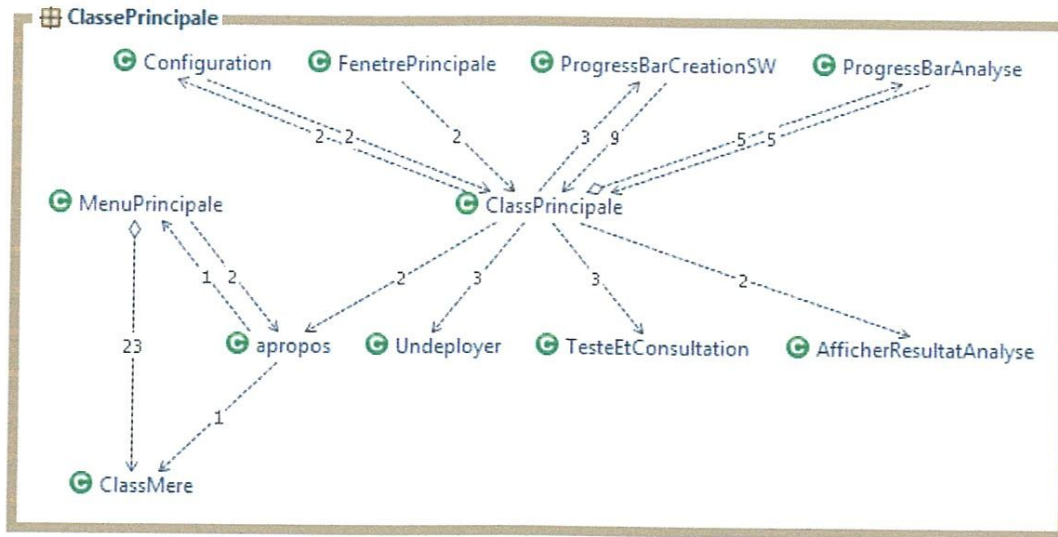 ClassePrincipale
Configuration FenetrePrincipale ProgressBarCreationSW ProgressBarAnalyse
2 2 2 3 9 5 5
MenuPrincipale ClassPrincipale
1 2 2 3 3 2
23 apropos Undeployer TesteEtConsultation AfficherResultatAnalyse
1
ClassMere